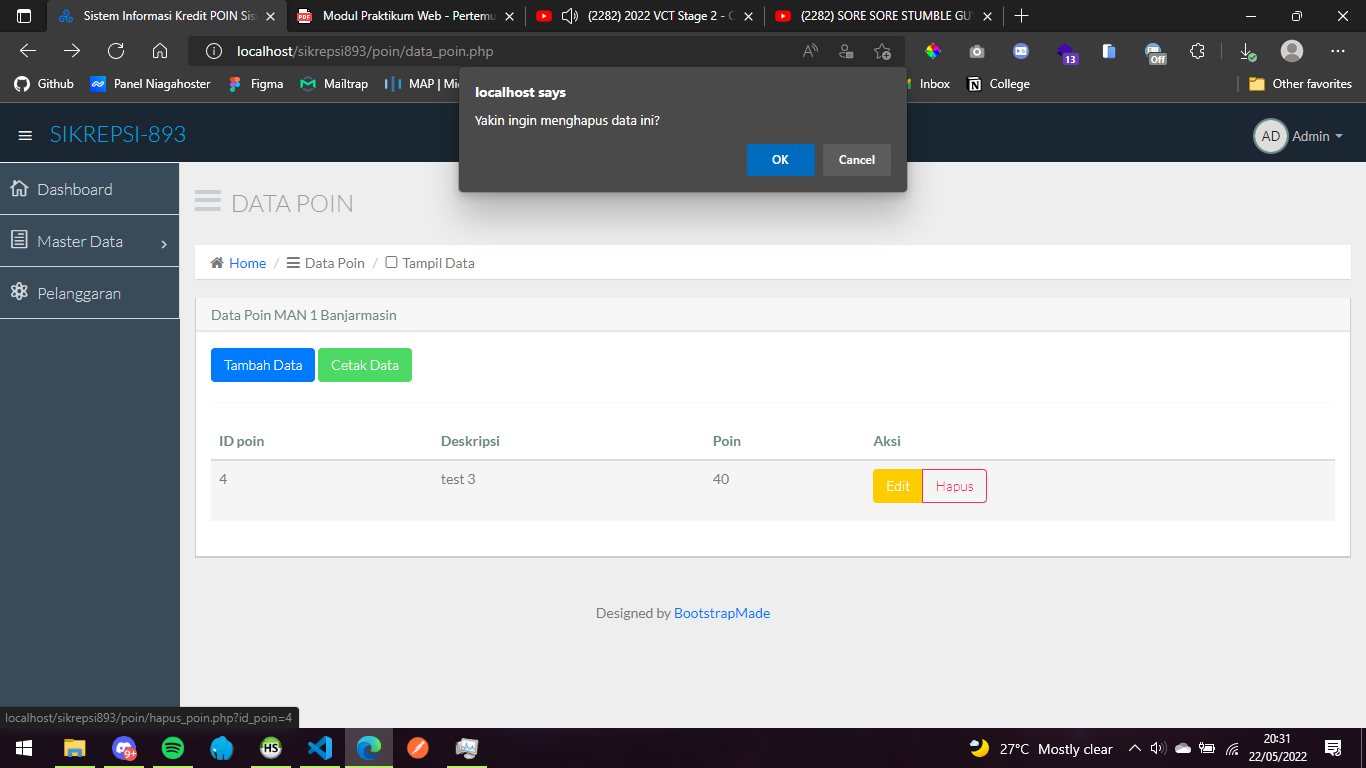 Sistem Informasi Kredit POIN Sis
Modul Praktikum Web - Pertemu
(2282) 2022 VCT Stage 2 - C
(2282) SORE SORE STUMBLE GU
localhost/sikrepsi893/poin/data_poin.php
13
Off
Github
Panel Niagahoster
Figma
Mailtrap
MAP | Mi
Inbox
College
Other favorites
localhost says
Yakin ingin menghapus data ini?
OK
Cancel
SIKREPSI-893
AD
Admin
Dashboard
Master Data
Pelanggaran
DATA POIN
Home / Data Poin / Tampil Data
Data Poin MAN 1 Banjarmasin
Tambah Data
Cetak Data
ID poin Deskripsi Poin Aksi
4 test 3 40 Edit Hapus
Designed by BootstrapMade
localhost/sikrepsi893/poin/hapus_poin.php?id_poin=4
9+
HS
27°C Mostly clear
20:31
22/05/2022